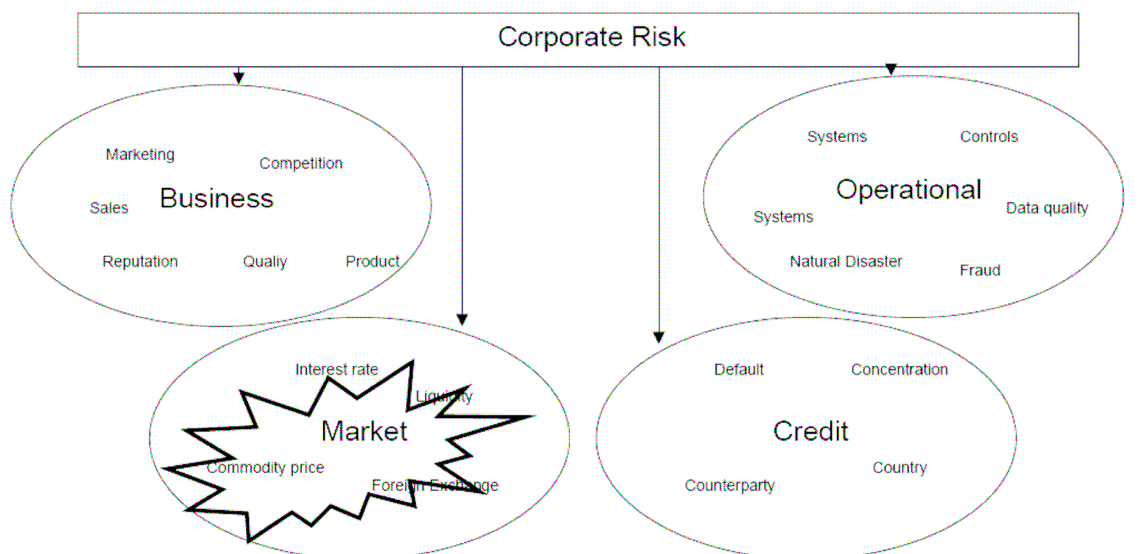 Corporate Risk
Marketing
Competition
Business
Sales
Reputation
Qualiy
Product
Systems
Controls
Operational
Systems
Data quality
Natural Disaster
Fraud
Interest rate
Liquidity
Market
Commodity price
Foreign Exchange
Default
Concentration
Credit
Country
Counterparty